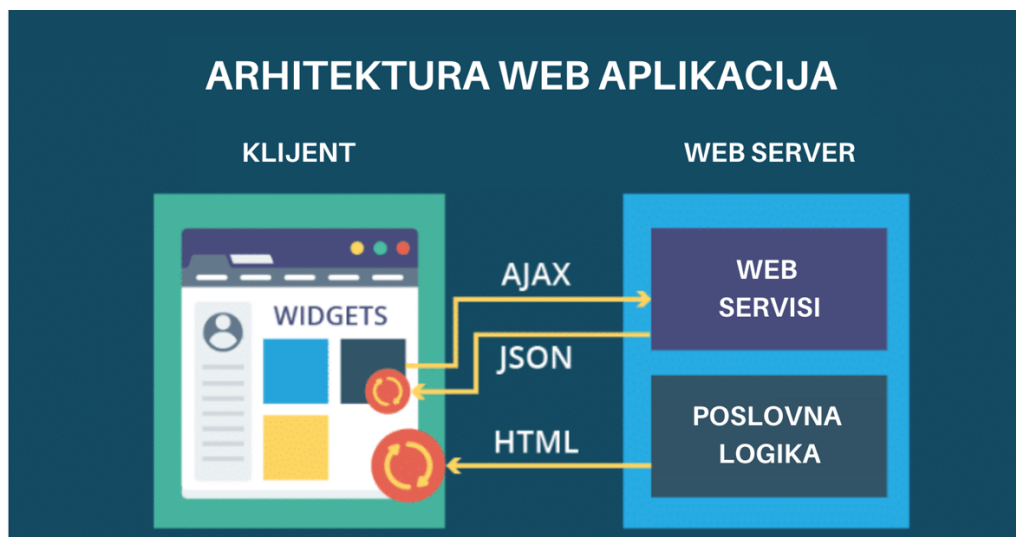 ARHITEKTURA WEB APLIKACIJA
KLIJENT
WEB SERVER
WIDGETS
AJAX
JSON
HTML
WEB
SERVISI
POSLOVNA
LOGIKA